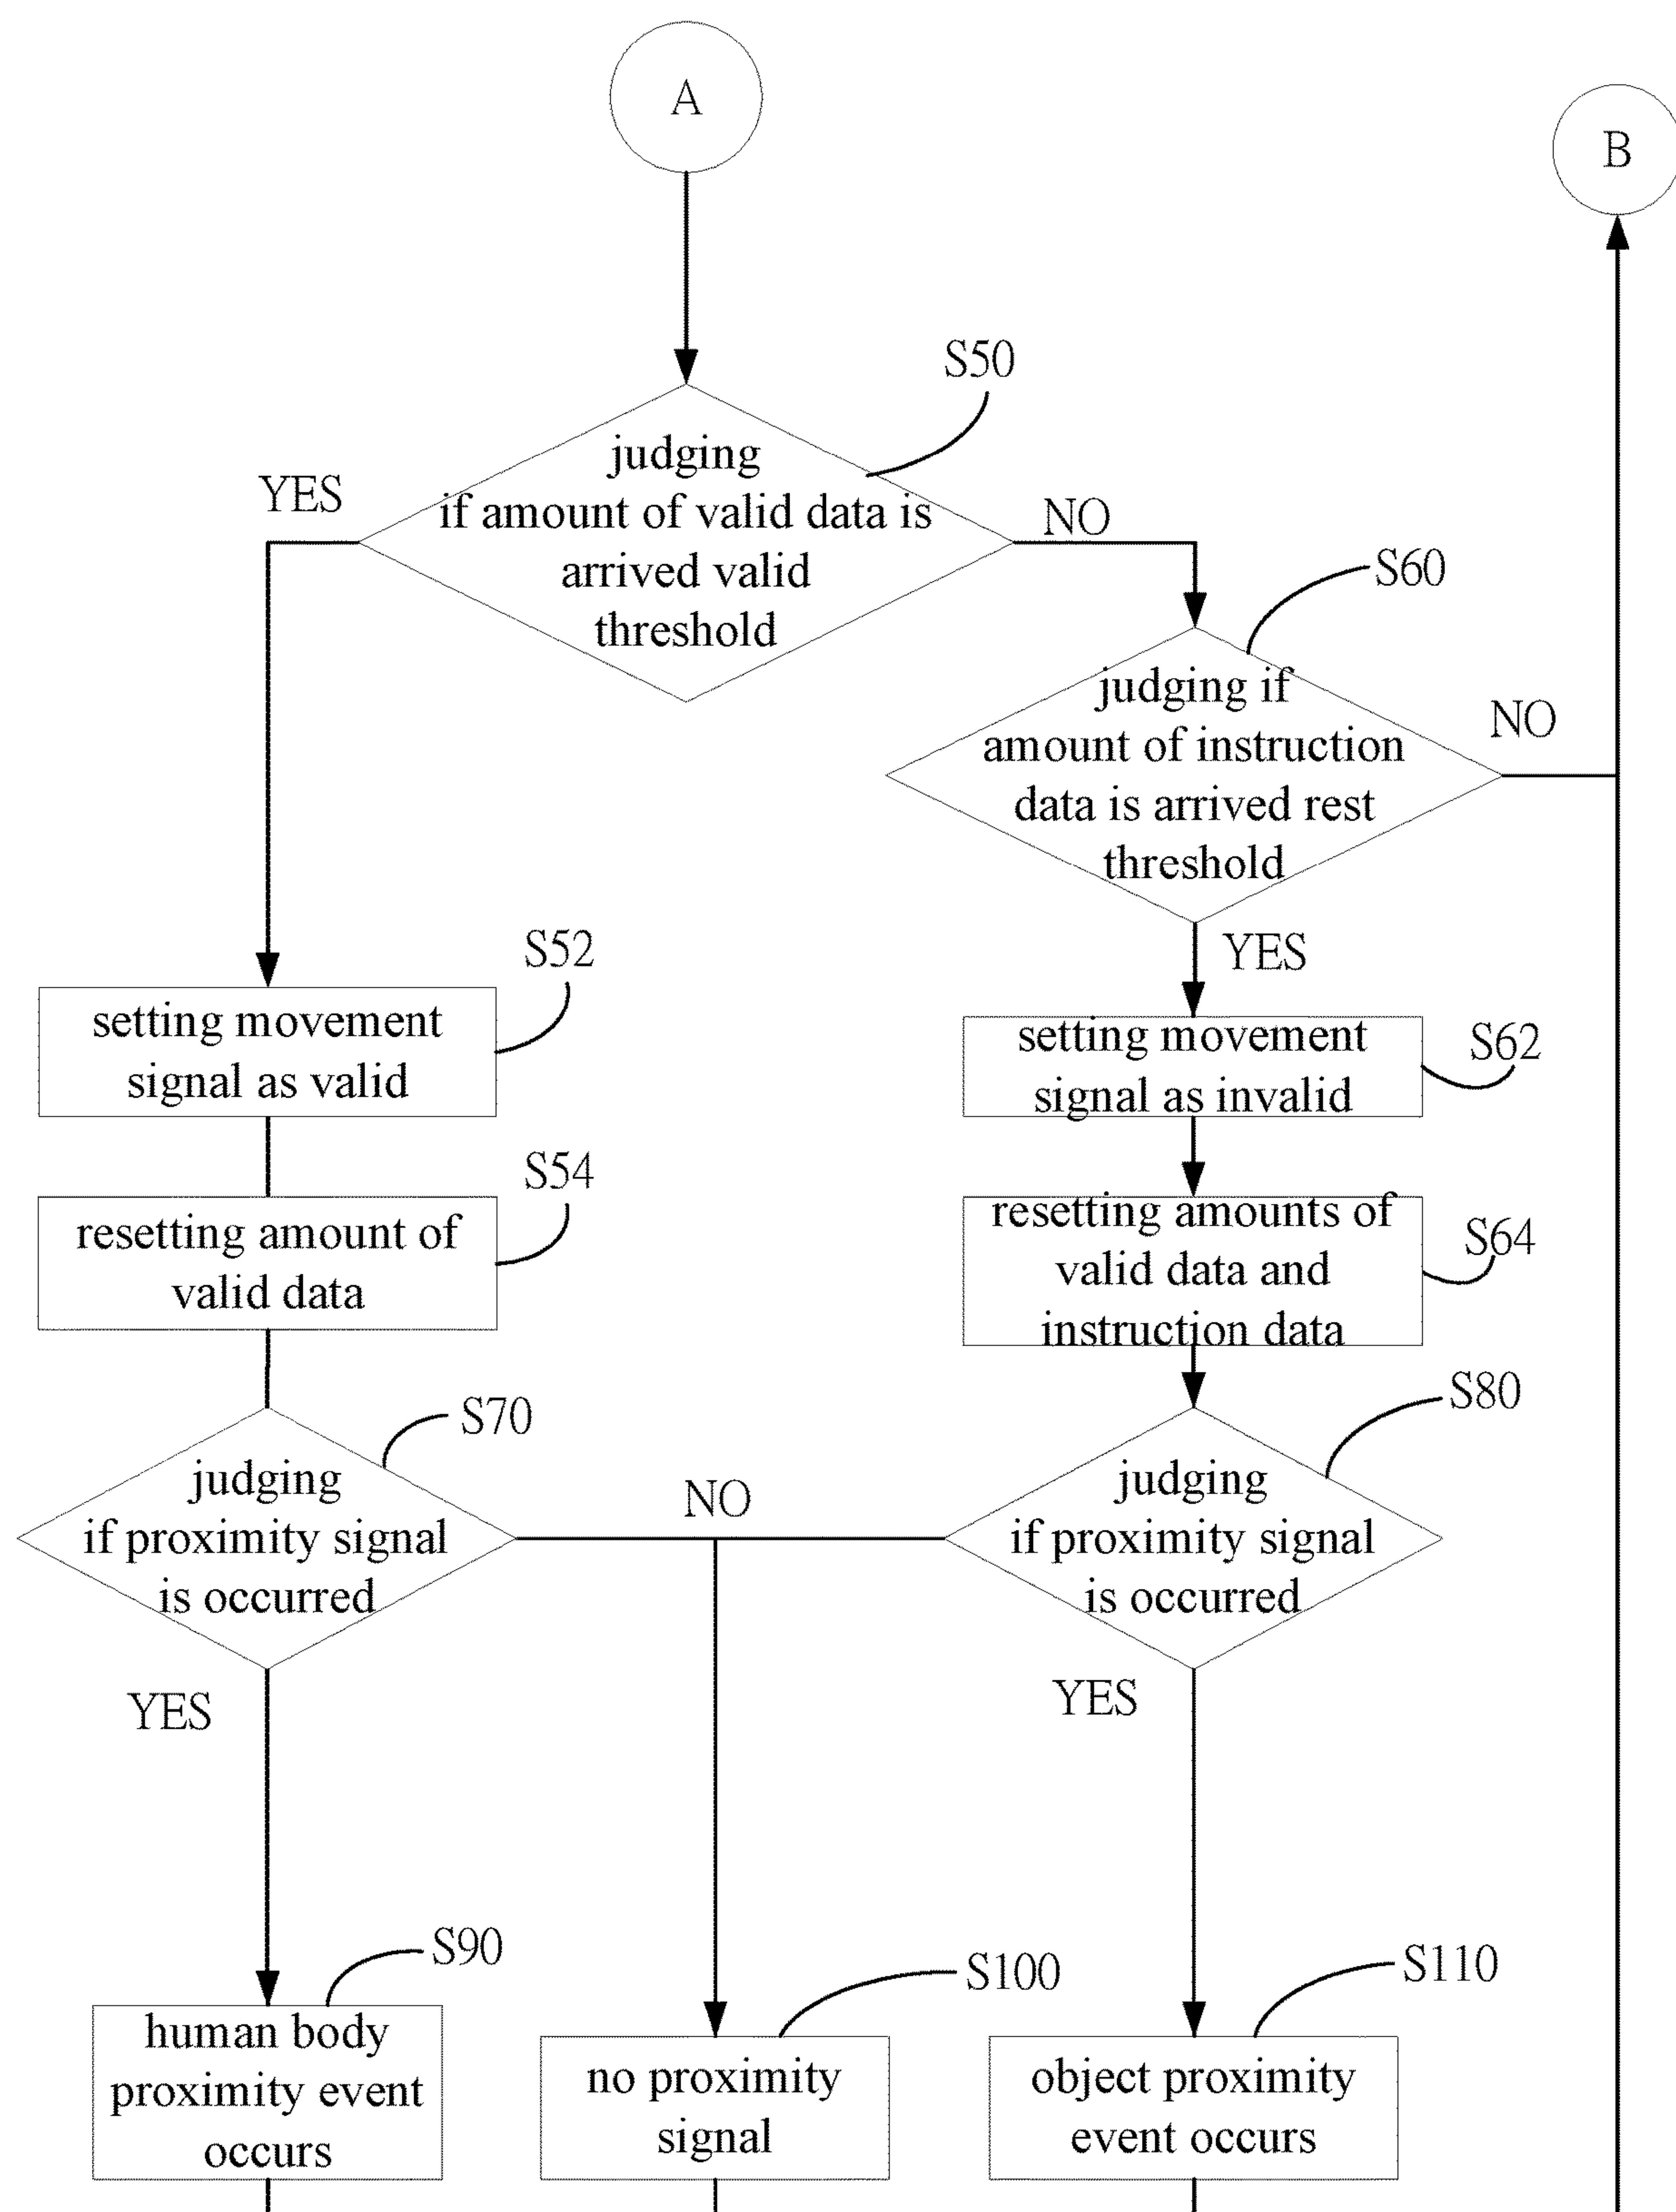 A
B
S50
judging
if amount of valid data is
arrived valid
threshold
YES
NO
S60
judging if
amount of instruction
data is arrived rest
threshold
NO
YES
S52
setting movement
signal as valid
S62
setting movement
signal as invalid
S54
resetting amount of
valid data
S64
resetting amounts of
valid data and
instruction data
S70
judging
if proximity signal
is occurred
NO
S80
judging
if proximity signal
is occurred
YES
YES
S90
human body
proximity event
occurs
S100
no proximity
signal
S110
object proximity
event occurs